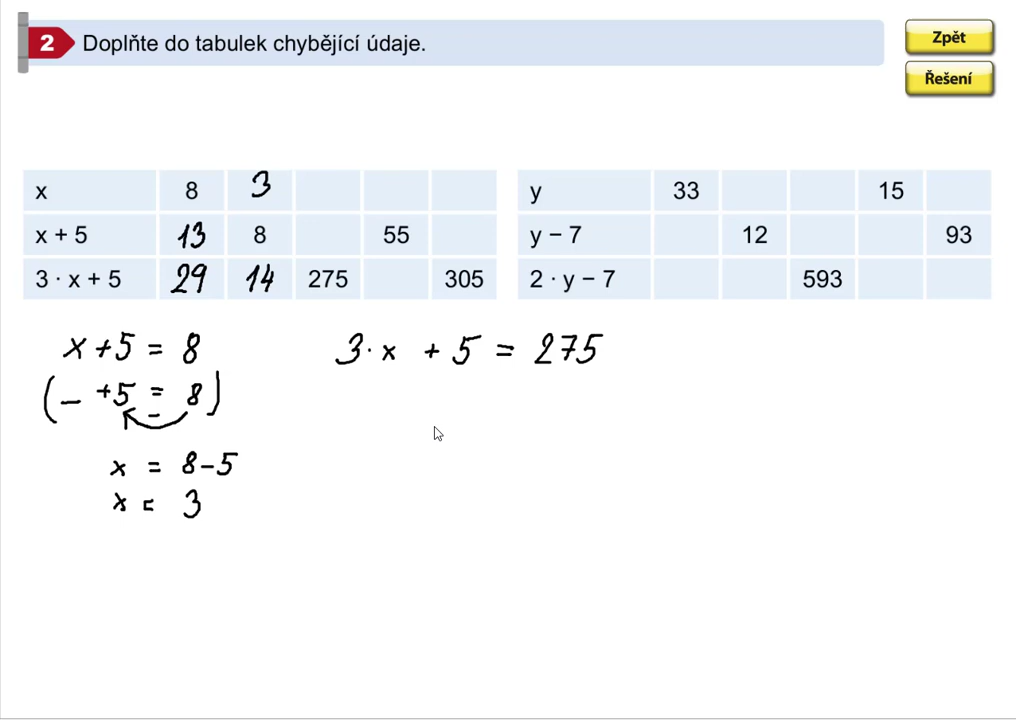 2 Doplňte do tabulek chybějící údaje.
Zpět
Řešení
x 8 3
x + 5 13 8 55
3 · x + 5 29 14 275 305
y 33 15
y − 7 12 93
2 · y − 7 593
x + 5 = 8
(– +5 = 8)
x = 8 – 5
x = 3
3 · x + 5 = 275